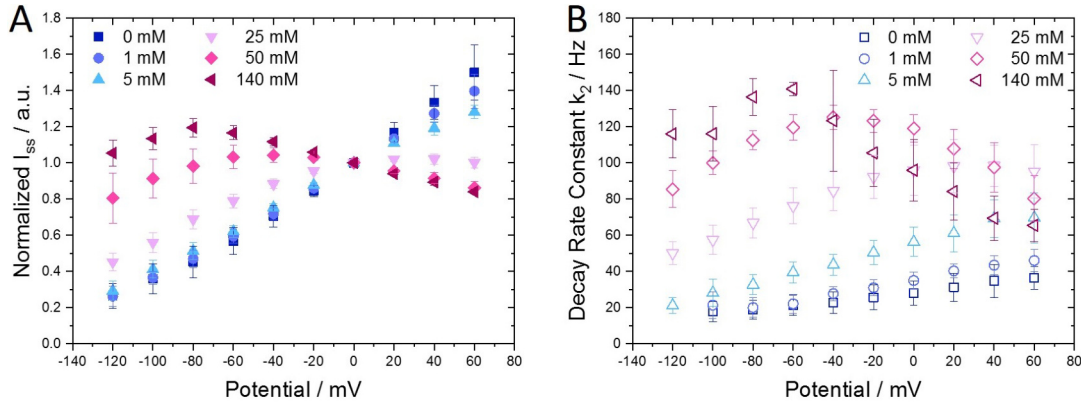 A
0 mM
25 mM
1 mM
50 mM
5 mM
140 mM
1.8
1.6
1.4
1.2
1.0
0.8
0.6
0.4
0.2
0.0
Normalized Iss / a.u.
-140 -120 -100 -80 -60 -40 -20 0 20 40 60 80
Potential / mV
B
0 mM
25 mM
1 mM
50 mM
5 mM
140 mM
180
160
140
120
100
80
60
40
20
0
Decay Rate Constant k2 / Hz
-140 -120 -100 -80 -60 -40 -20 0 20 40 60 80
Potential / mV